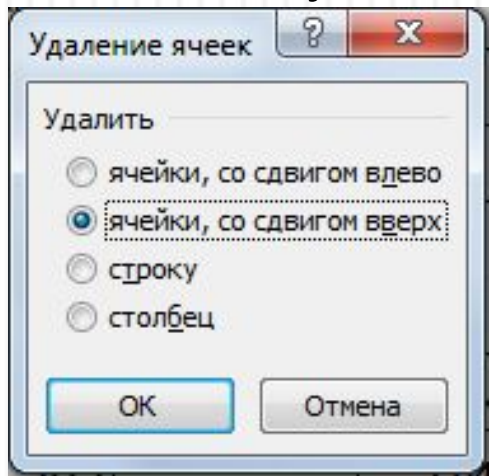 Удаление ячеек
Удалить
ячейки, со сдвигом влево
ячейки, со сдвигом вверх
строку
столбец
ОК
Отмена